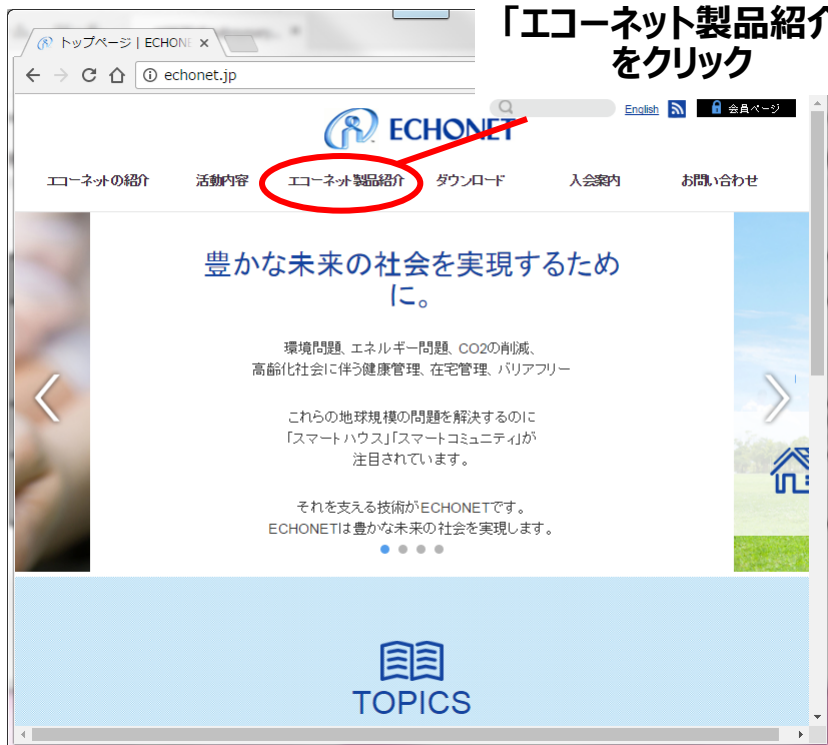 「エコーネット製品紹介
をクリック
トップページ | ECHONE
echonet.jp
ECHONET
English
会員ページ
エコーネットの紹介 活動内容 エコーネット製品紹介 ダウンロード 入会案内 お問い合わせ
豊かな未来の社会を実現するため
に。
環境問題、エネルギー問題、CO2の削減、
高齢化社会に伴う健康管理、在宅管理、バリアフリー
これらの地球規模の問題を解決するのに
「スマートハウス」「スマートコミュニティ」が
注目されています。
それを支える技術がECHONETです。
ECHONETは豊かな未来の社会を実現します。
TOPICS